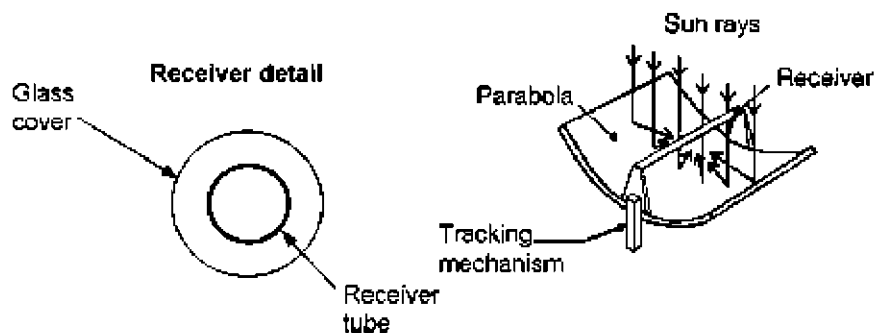 Sun rays
Receiver detail
Receiver
Glass
cover
Parabola
Tracking
mechanism
Receiver
tube